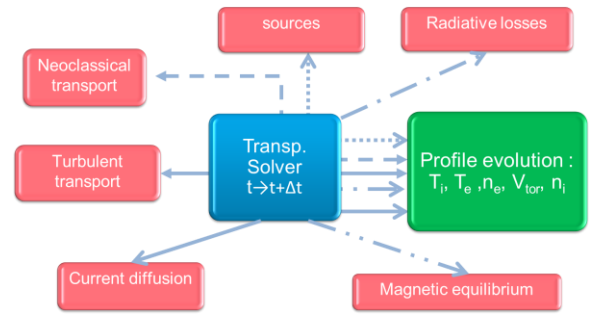 sources
Radiative losses
Neoclassical
transport
Transp.
Solver
t→t+Δt
Profile evolution :
Tᵢ, Tₑ ,nₑ, Vₜₒᵣ, nᵢ
Turbulent
transport
Current diffusion
Magnetic equilibrium